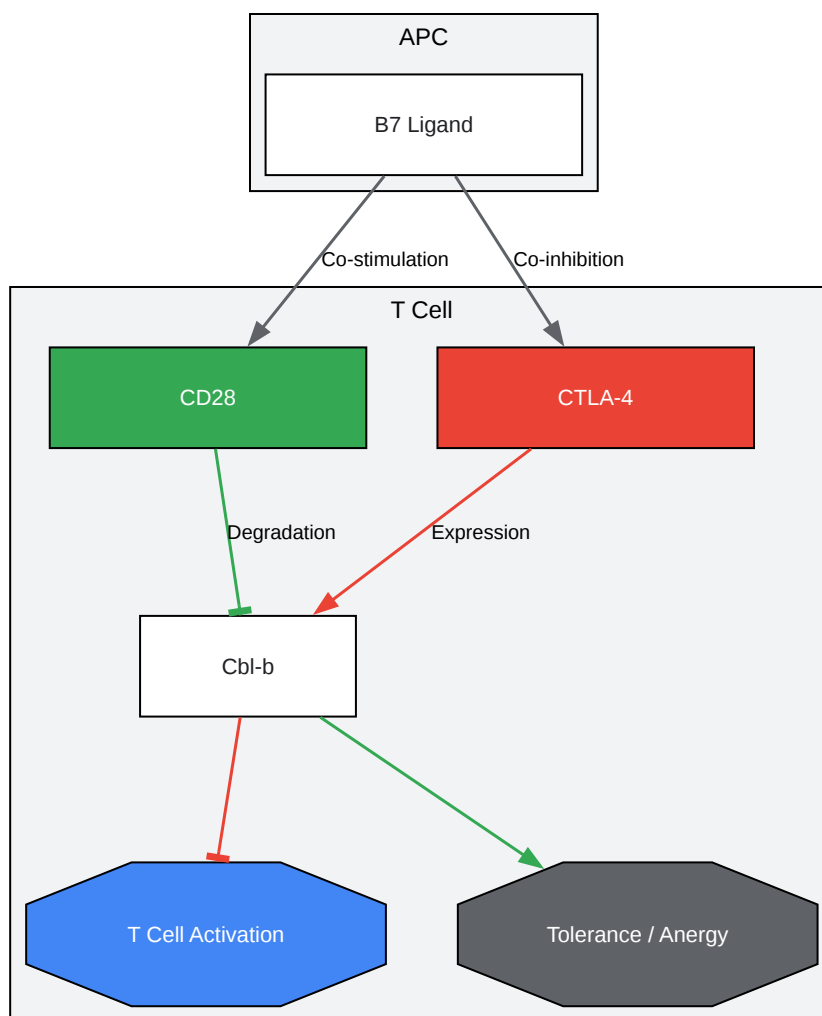 APC
B7 Ligand
Co-stimulation
Co-inhibition
T Cell
CD28
CTLA-4
Degradation
Expression
Cbl-b
T Cell Activation
Tolerance / Anergy